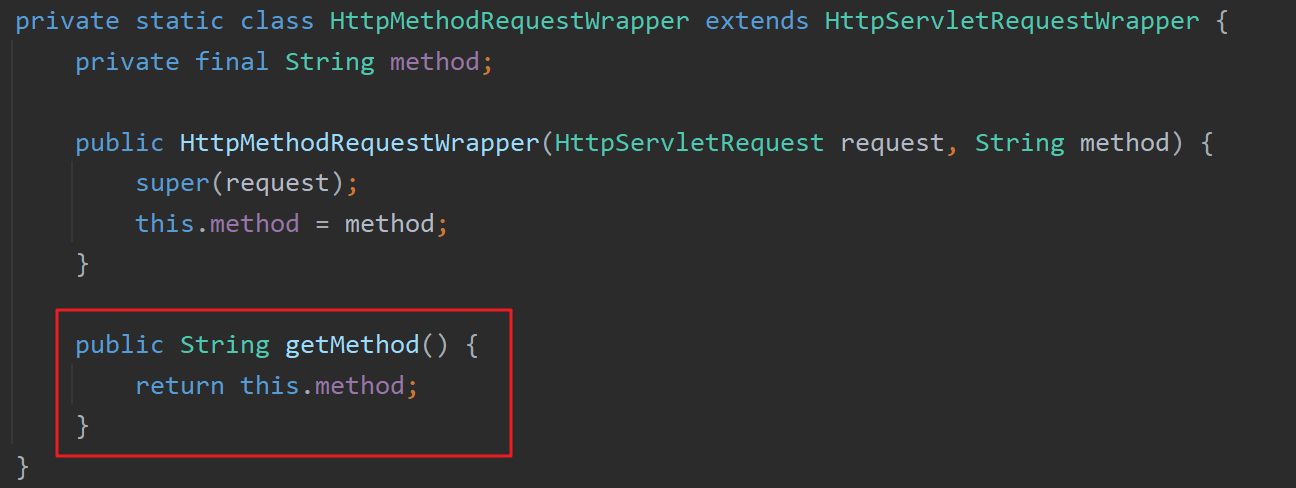 private static class HttpMethodRequestWrapper extends HttpServletRequestWrapper {
    private final String method;

    public HttpMethodRequestWrapper(HttpServletRequest request, String method) {
        super(request);
        this.method = method;
    }

    public String getMethod() {
        return this.method;
    }
}